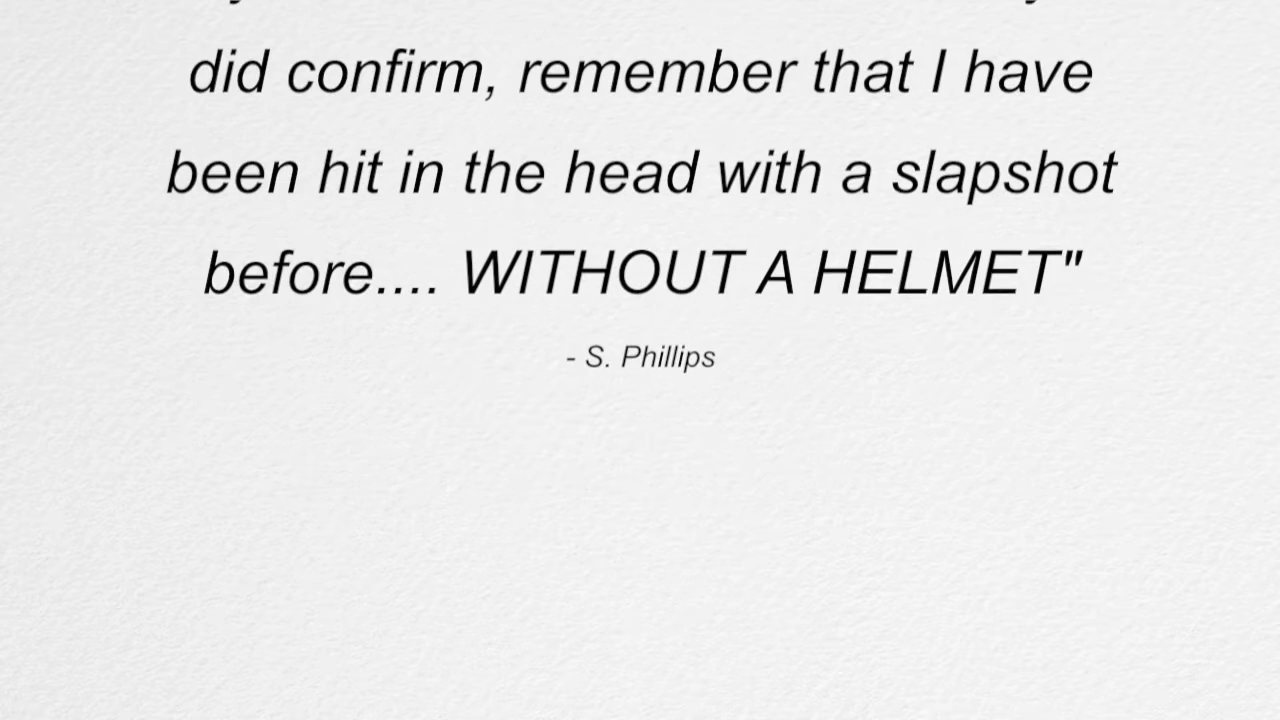 did confirm, remember that I have
been hit in the head with a slapshot
before.... WITHOUT A HELMET"
- S. Phillips